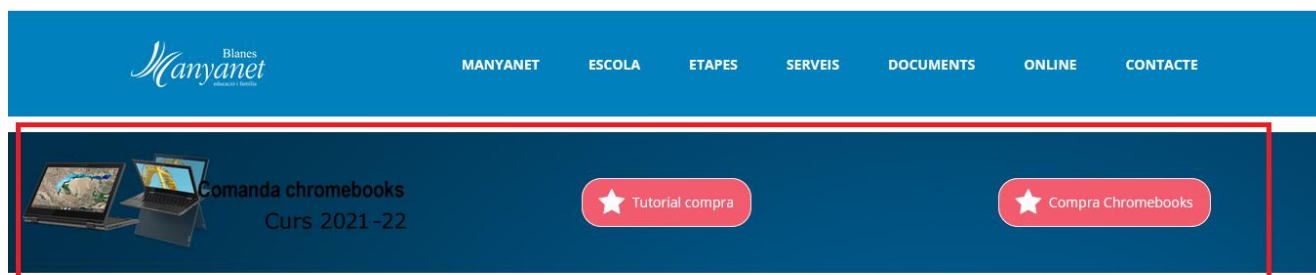 Blanes
Manyanet
educació i família
MANYANET ESCOLA ETAPES SERVEIS DOCUMENTS ONLINE CONTACTE
Comanda chromebooks
Curs 2021-22
Tutorial compra
Compra Chromebooks